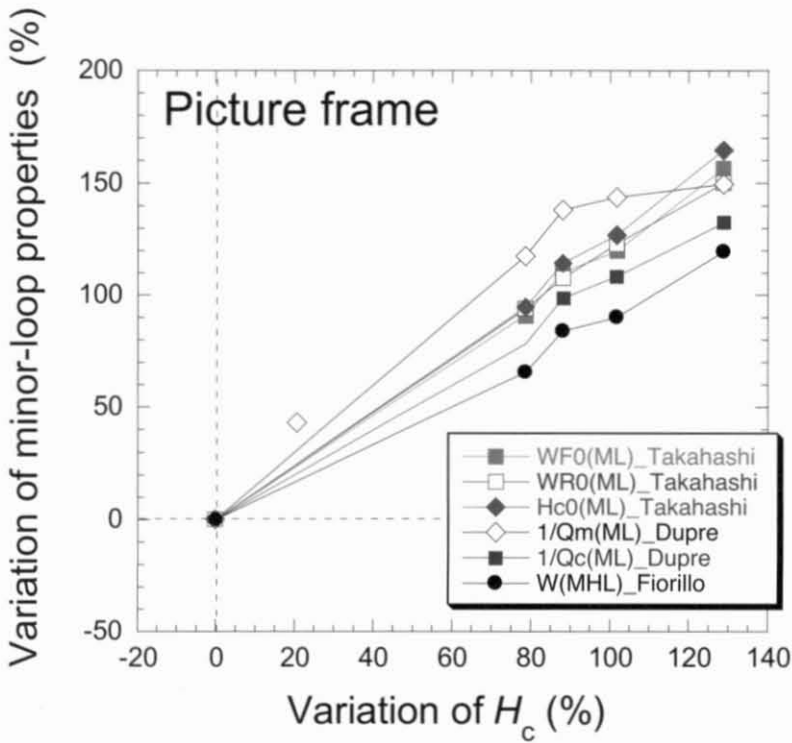 Variation of minor-loop properties (%)
200
150
100
50
0
-50
Picture frame
WF0(ML)_Takahashi
WR0(ML)_Takahashi
Hc0(ML)_Takahashi
1/Qm(ML)_Dupre
1/Qc(ML)_Dupre
W(MHL)_Fiorillo
-20 0 20 40 60 80 100 120 140
Variation of Hc (%)